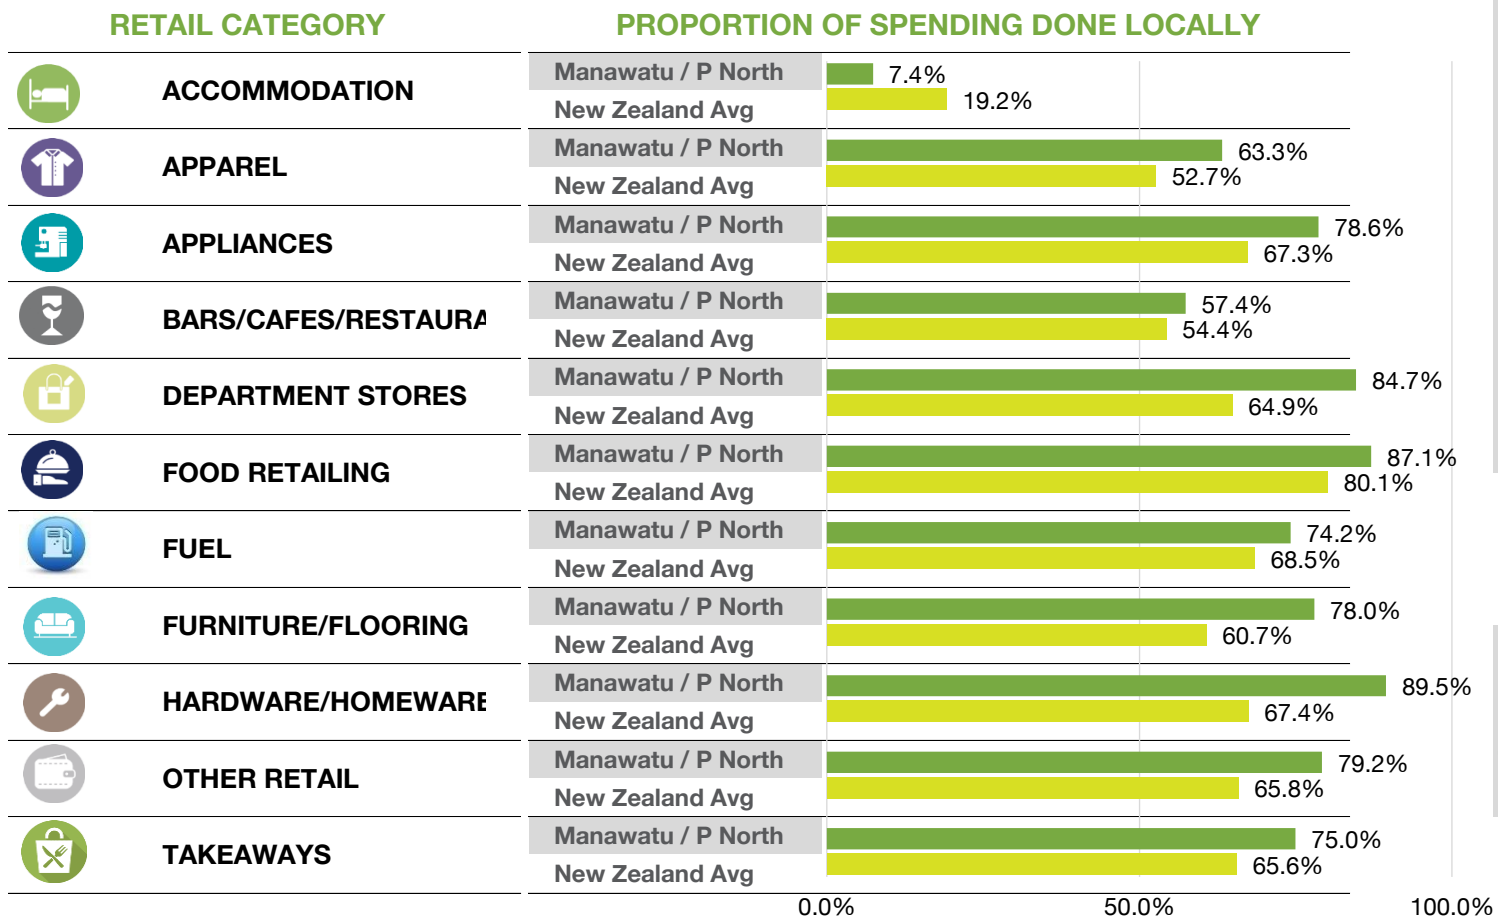 RETAIL CATEGORY PROPORTION OF SPENDING DONE LOCALLY
ACCOMMODATION
Manawatu / P North 7.4%
New Zealand Avg 19.2%
APPAREL
Manawatu / P North 63.3%
New Zealand Avg 52.7%
APPLIANCES
Manawatu / P North 78.6%
New Zealand Avg 67.3%
BARS/CAFES/RESTAURA
Manawatu / P North 57.4%
New Zealand Avg 54.4%
DEPARTMENT STORES
Manawatu / P North 84.7%
New Zealand Avg 64.9%
FOOD RETAILING
Manawatu / P North 87.1%
New Zealand Avg 80.1%
FUEL
Manawatu / P North 74.2%
New Zealand Avg 68.5%
FURNITURE/FLOORING
Manawatu / P North 78.0%
New Zealand Avg 60.7%
HARDWARE/HOMEWARE
Manawatu / P North 89.5%
New Zealand Avg 67.4%
OTHER RETAIL
Manawatu / P North 79.2%
New Zealand Avg 65.8%
TAKEAWAYS
Manawatu / P North 75.0%
New Zealand Avg 65.6%
0.0% 50.0% 100.0%